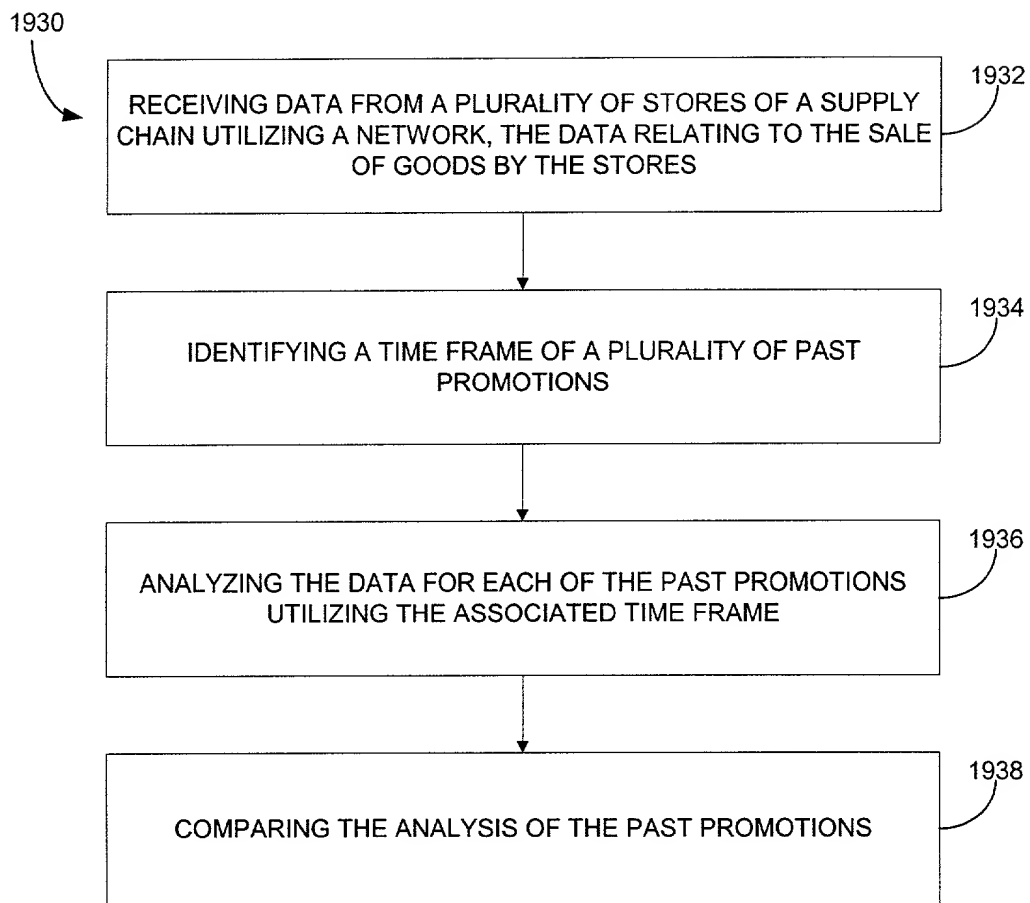 1930
1932
RECEIVING DATA FROM A PLURALITY OF STORES OF A SUPPLY
CHAIN UTILIZING A NETWORK, THE DATA RELATING TO THE SALE
OF GOODS BY THE STORES
1934
IDENTIFYING A TIME FRAME OF A PLURALITY OF PAST
PROMOTIONS
1936
ANALYZING THE DATA FOR EACH OF THE PAST PROMOTIONS
UTILIZING THE ASSOCIATED TIME FRAME
1938
COMPARING THE ANALYSIS OF THE PAST PROMOTIONS